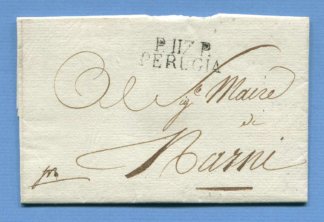 P. 117 P.
PERUGIA
Al Sig.r Maire
di
Narni